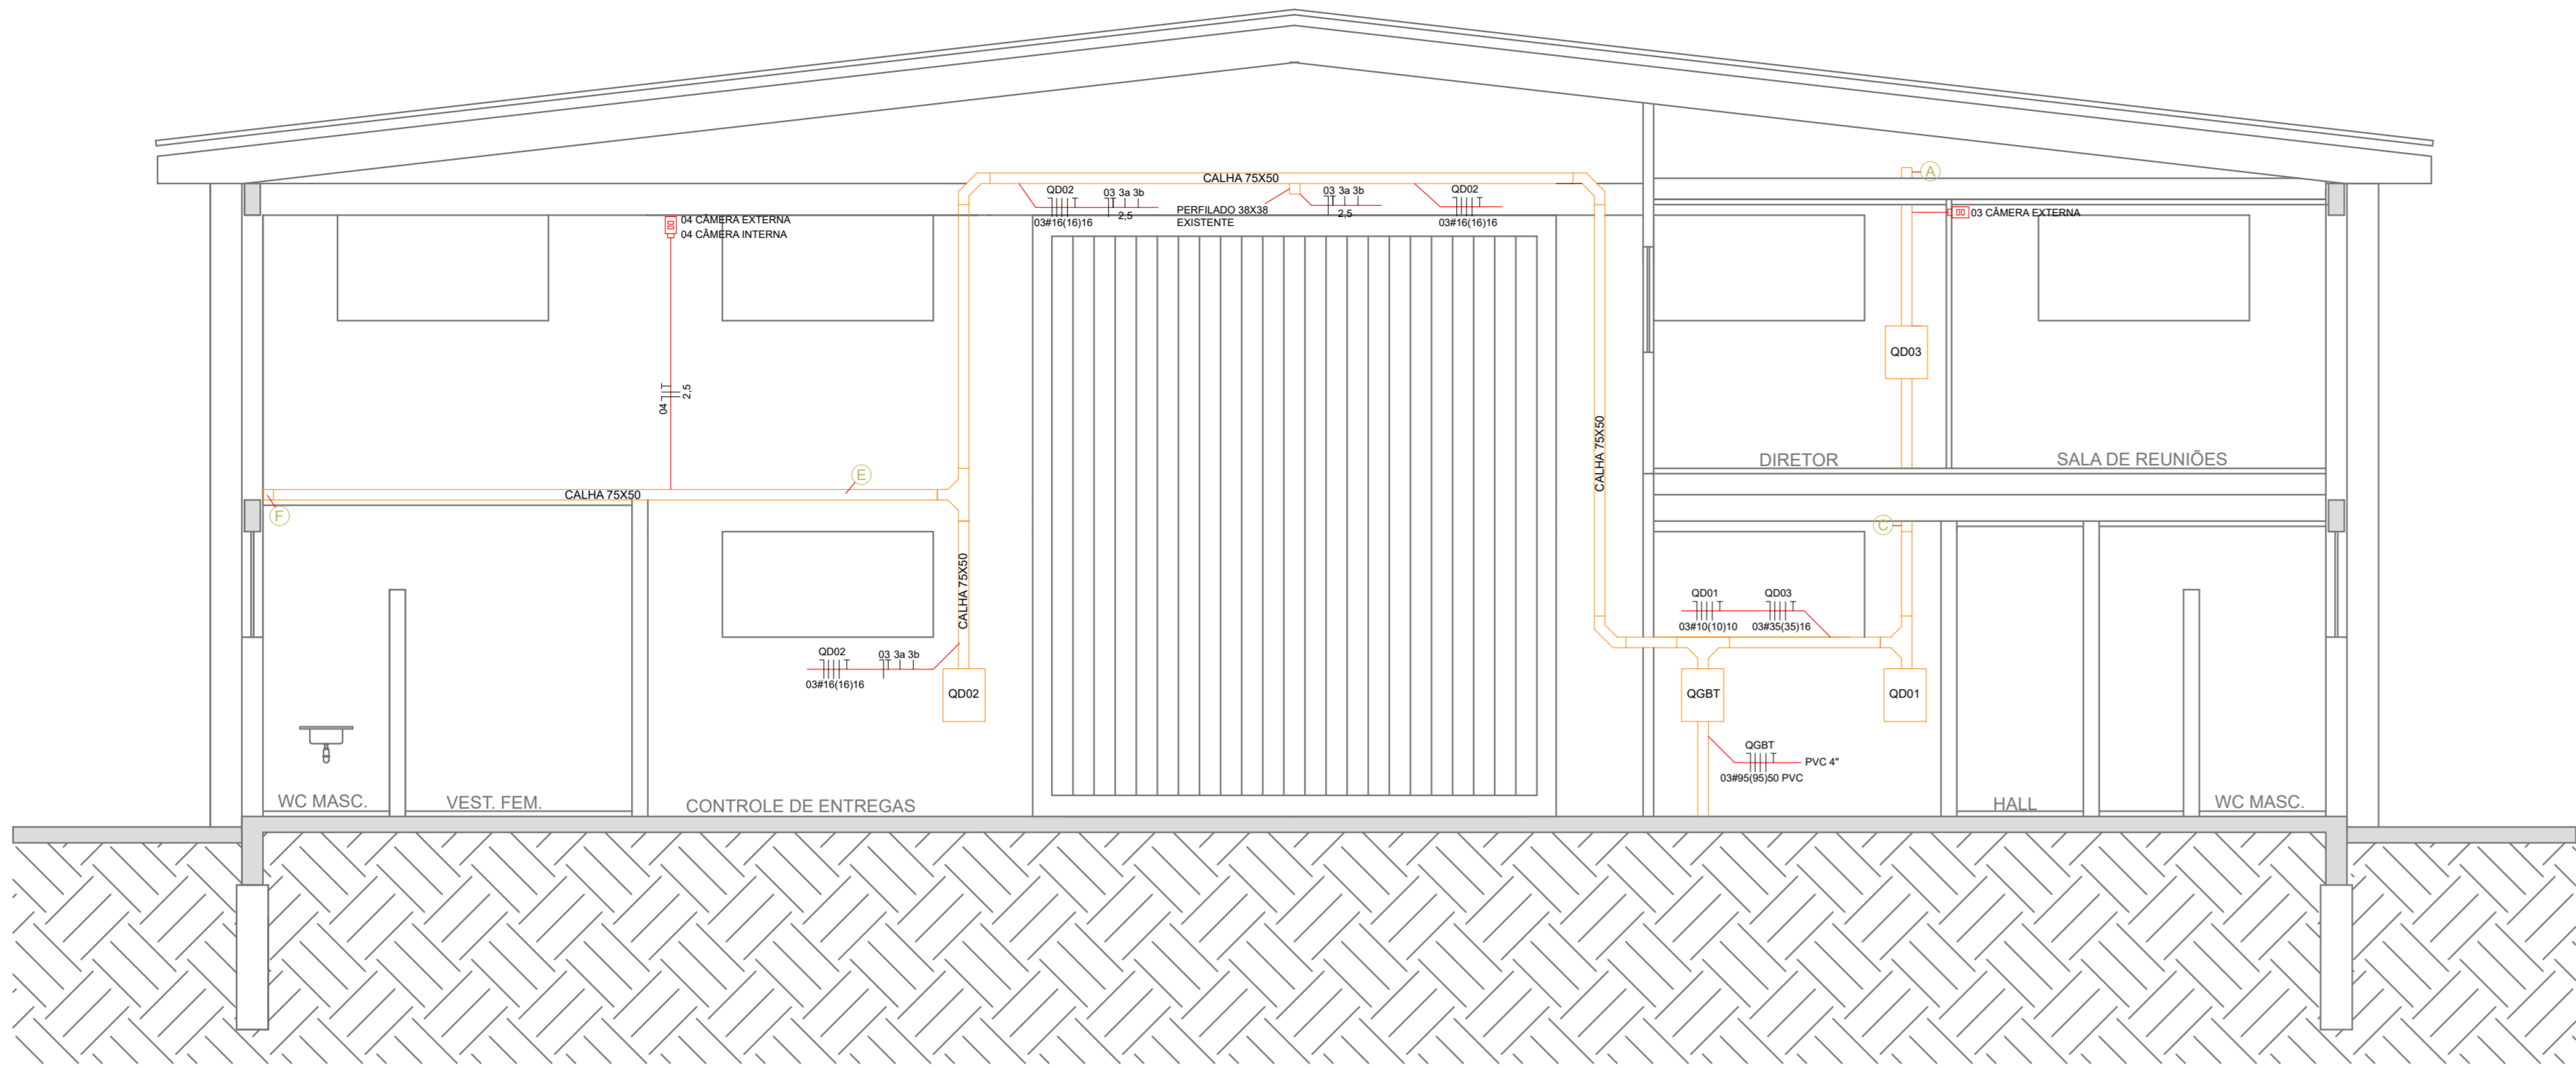 A
CALHA 75X50
QD02
03 3a 3b
2,5
03#16(16)16
PERFILADO 38X38
EXISTENTE
03 3a 3b
2,5
QD02
03#16(16)16
04 CÂMERA EXTERNA
04 CÂMERA INTERNA
03 CÂMERA EXTERNA
QD03
04
2,5
CALHA 75X50
DIRETOR
SALA DE REUNIÕES
E
CALHA 75X50
F
C
CALHA 75X50
QD01
03#10(10)10
QD03
03#35(35)16
QD02
03 3a 3b
03#16(16)16
QD02
QGBT
QD01
QGBT
PVC 4"
03#95(95)50 PVC
WC MASC.
VEST. FEM.
CONTROLE DE ENTREGAS
HALL
WC MASC.